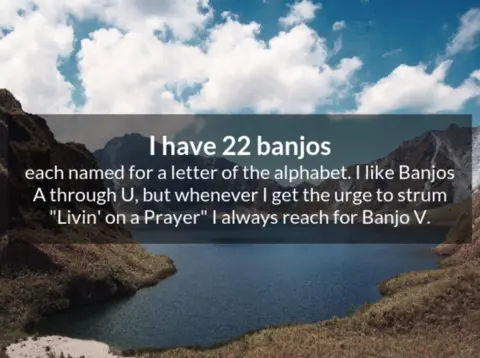 I have 22 banjos
each named for a letter of the alphabet. I like Banjos
A through U, but whenever I get the urge to strum
"Livin' on a Prayer" I always reach for Banjo V.